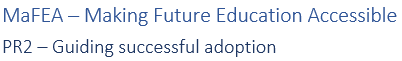 MaFEA – Making Future Education Accessible
PR2 – Guiding successful adoption